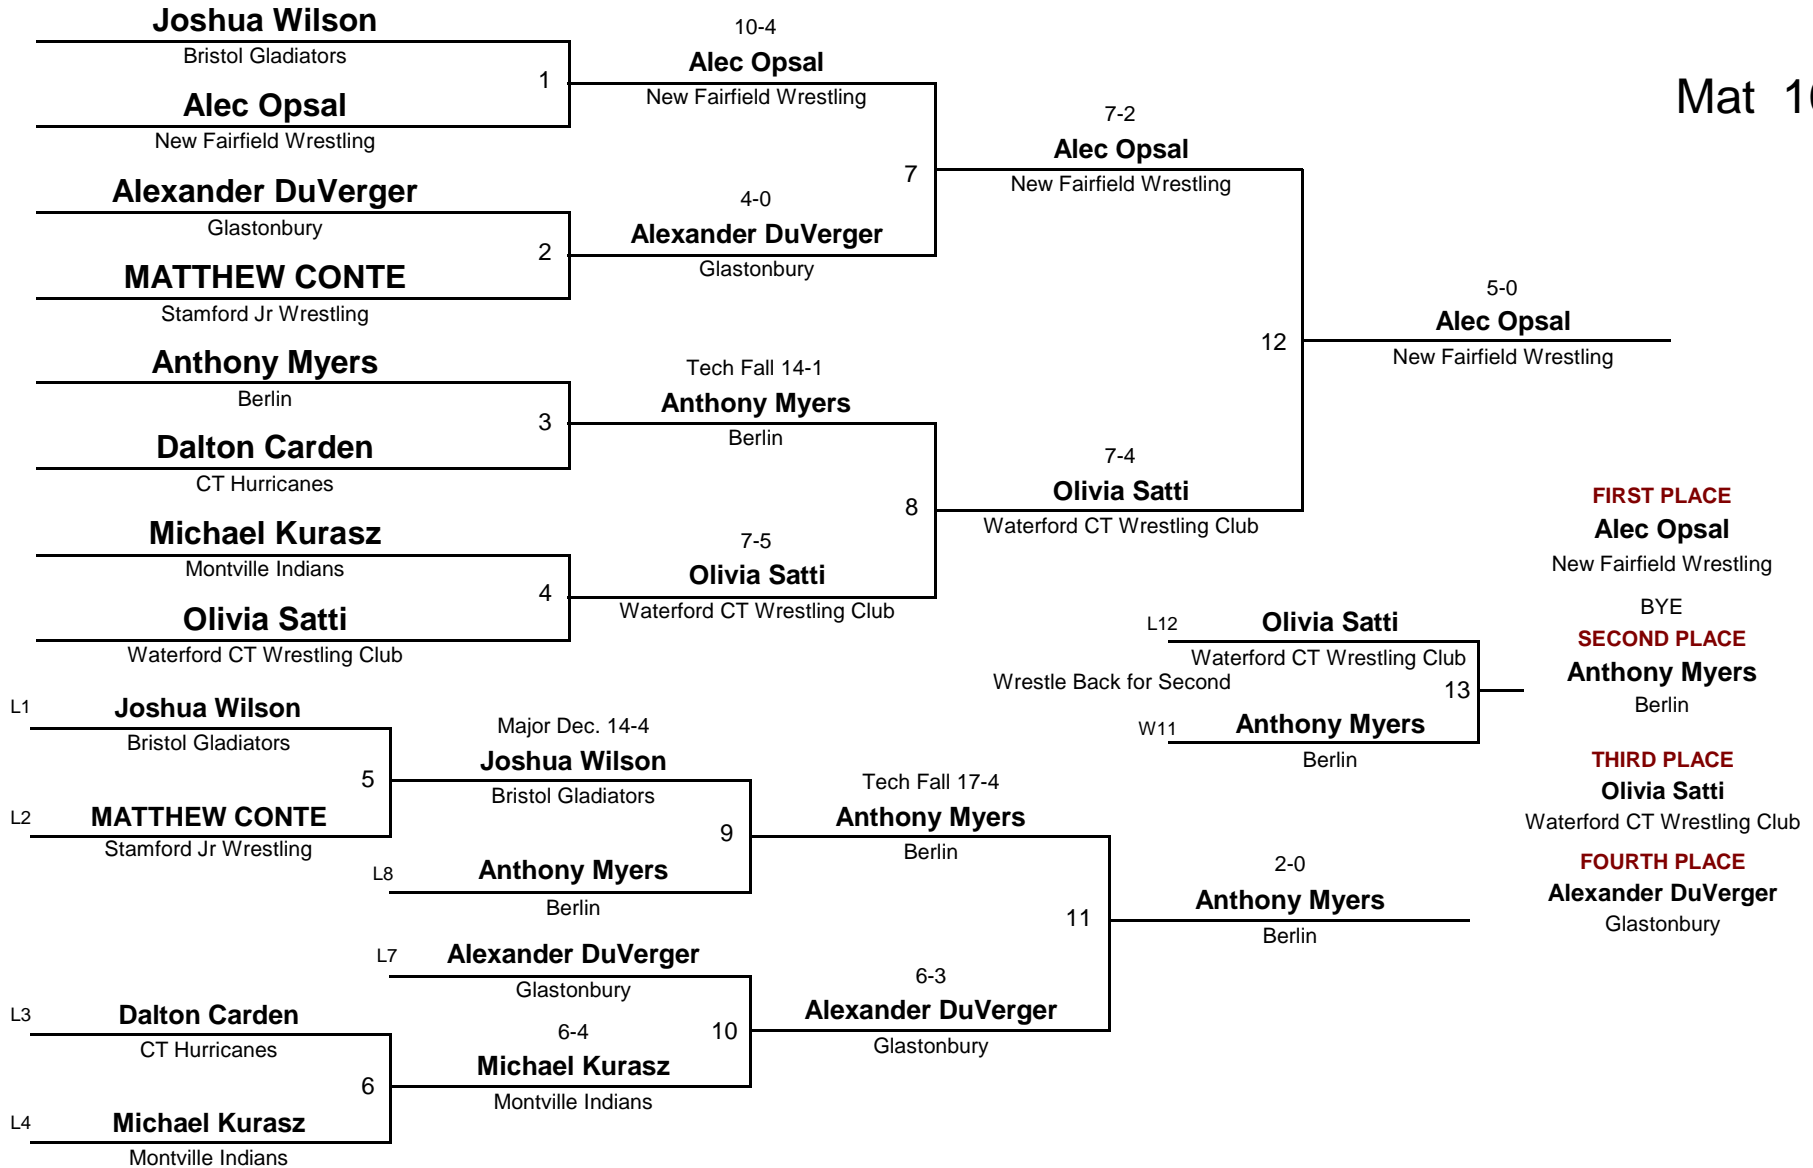 Joshua Wilson
Bristol Gladiators
1
Alec Opsal
New Fairfield Wrestling
Alexander DuVerger
Glastonbury
2
MATTHEW CONTE
Stamford Jr Wrestling
Anthony Myers
Berlin
3
Dalton Carden
CT Hurricanes
Michael Kurasz
Montville Indians
4
Olivia Satti
Waterford CT Wrestling Club
10-4
Alec Opsal
New Fairfield Wrestling
7
4-0
Alexander DuVerger
Glastonbury
Tech Fall 14-1
Anthony Myers
Berlin
8
7-5
Olivia Satti
Waterford CT Wrestling Club
7-2
Alec Opsal
New Fairfield Wrestling
12
7-4
Olivia Satti
Waterford CT Wrestling Club
5-0
Alec Opsal
New Fairfield Wrestling
Mat
L12 Olivia Satti
Waterford CT Wrestling Club
Wrestle Back for Second
13
W11 Anthony Myers
Berlin
FIRST PLACE
Alec Opsal
New Fairfield Wrestling
BYE
SECOND PLACE
Anthony Myers
Berlin
THIRD PLACE
Olivia Satti
Waterford CT Wrestling Club
FOURTH PLACE
Alexander DuVerger
Glastonbury
L1 Joshua Wilson
Bristol Gladiators
5
L2 MATTHEW CONTE
Stamford Jr Wrestling
Major Dec. 14-4
Joshua Wilson
Bristol Gladiators
9
L8 Anthony Myers
Berlin
L7 Alexander DuVerger
Glastonbury
10
6-4
Michael Kurasz
Montville Indians
L3 Dalton Carden
CT Hurricanes
6
L4 Michael Kurasz
Montville Indians
Tech Fall 17-4
Anthony Myers
Berlin
11
6-3
Alexander DuVerger
Glastonbury
2-0
Anthony Myers
Berlin